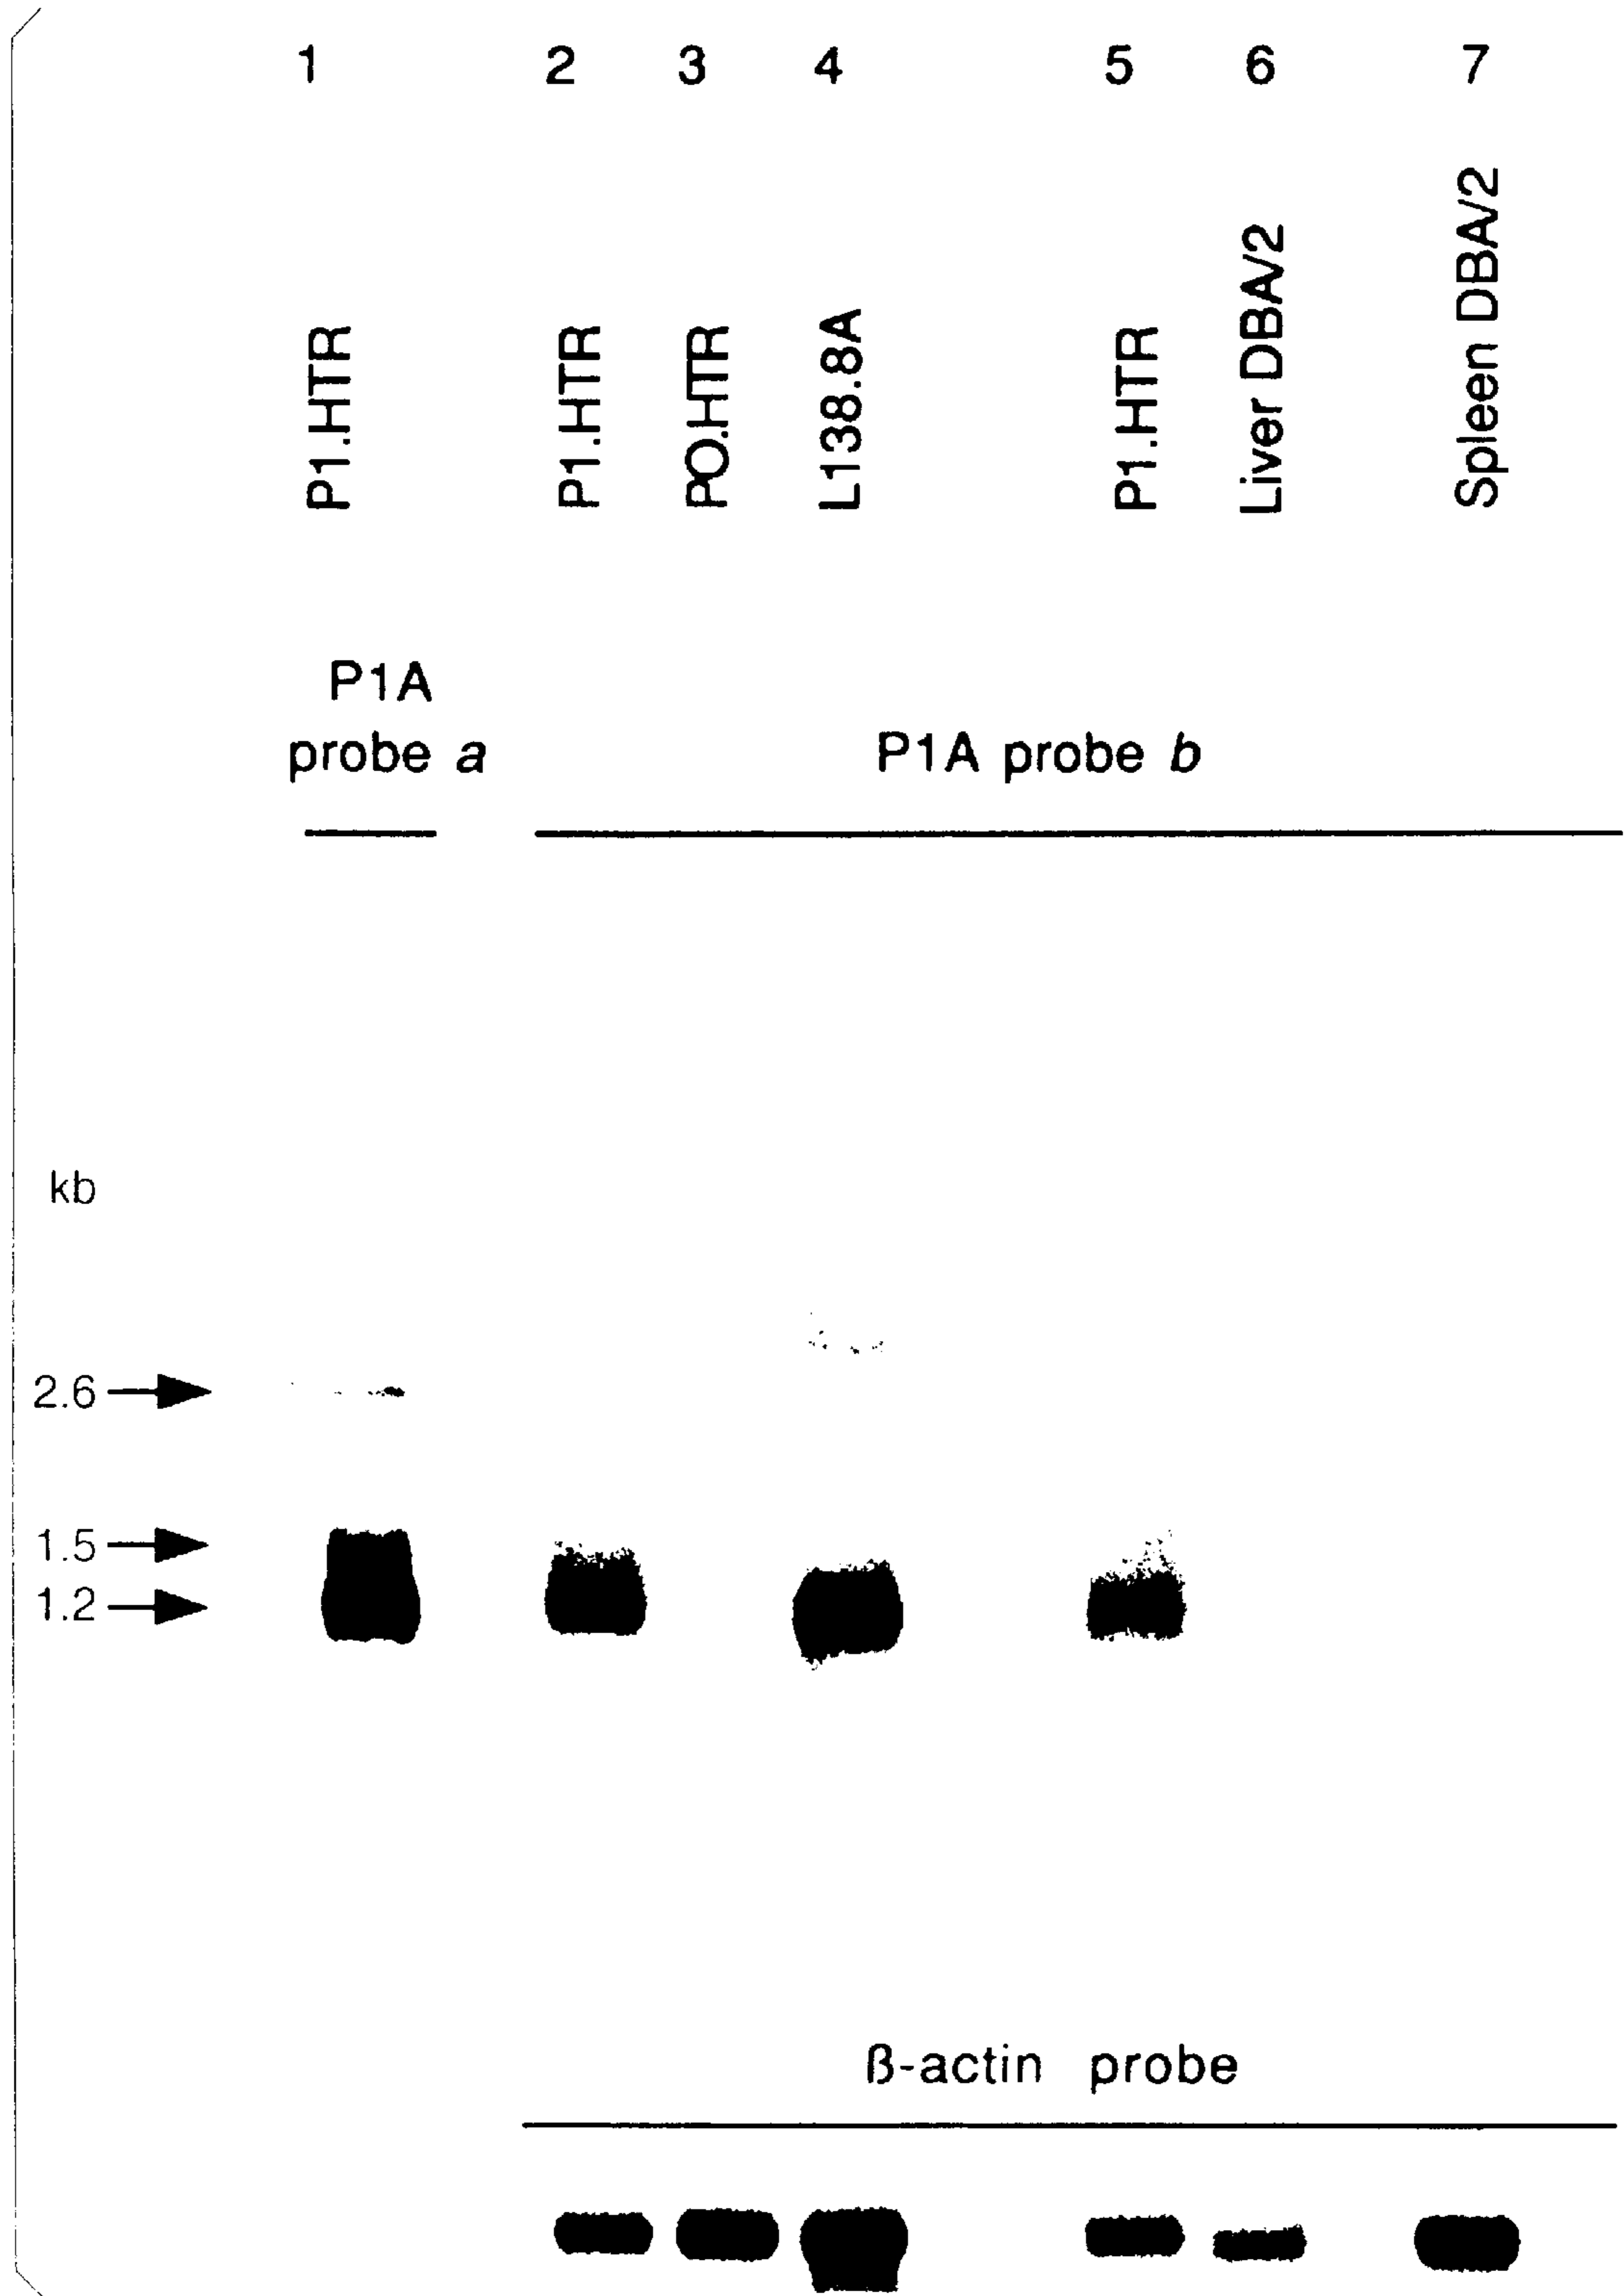 1 2 3 4 5 6 7
P1.HTR P1.HTR PO.HTR L138.8A P1.HTR Liver DBA/2 Spleen DBA/2
P1A
probe a P1A probe b
kb
2.6
1.5
1.2
ß-actin probe